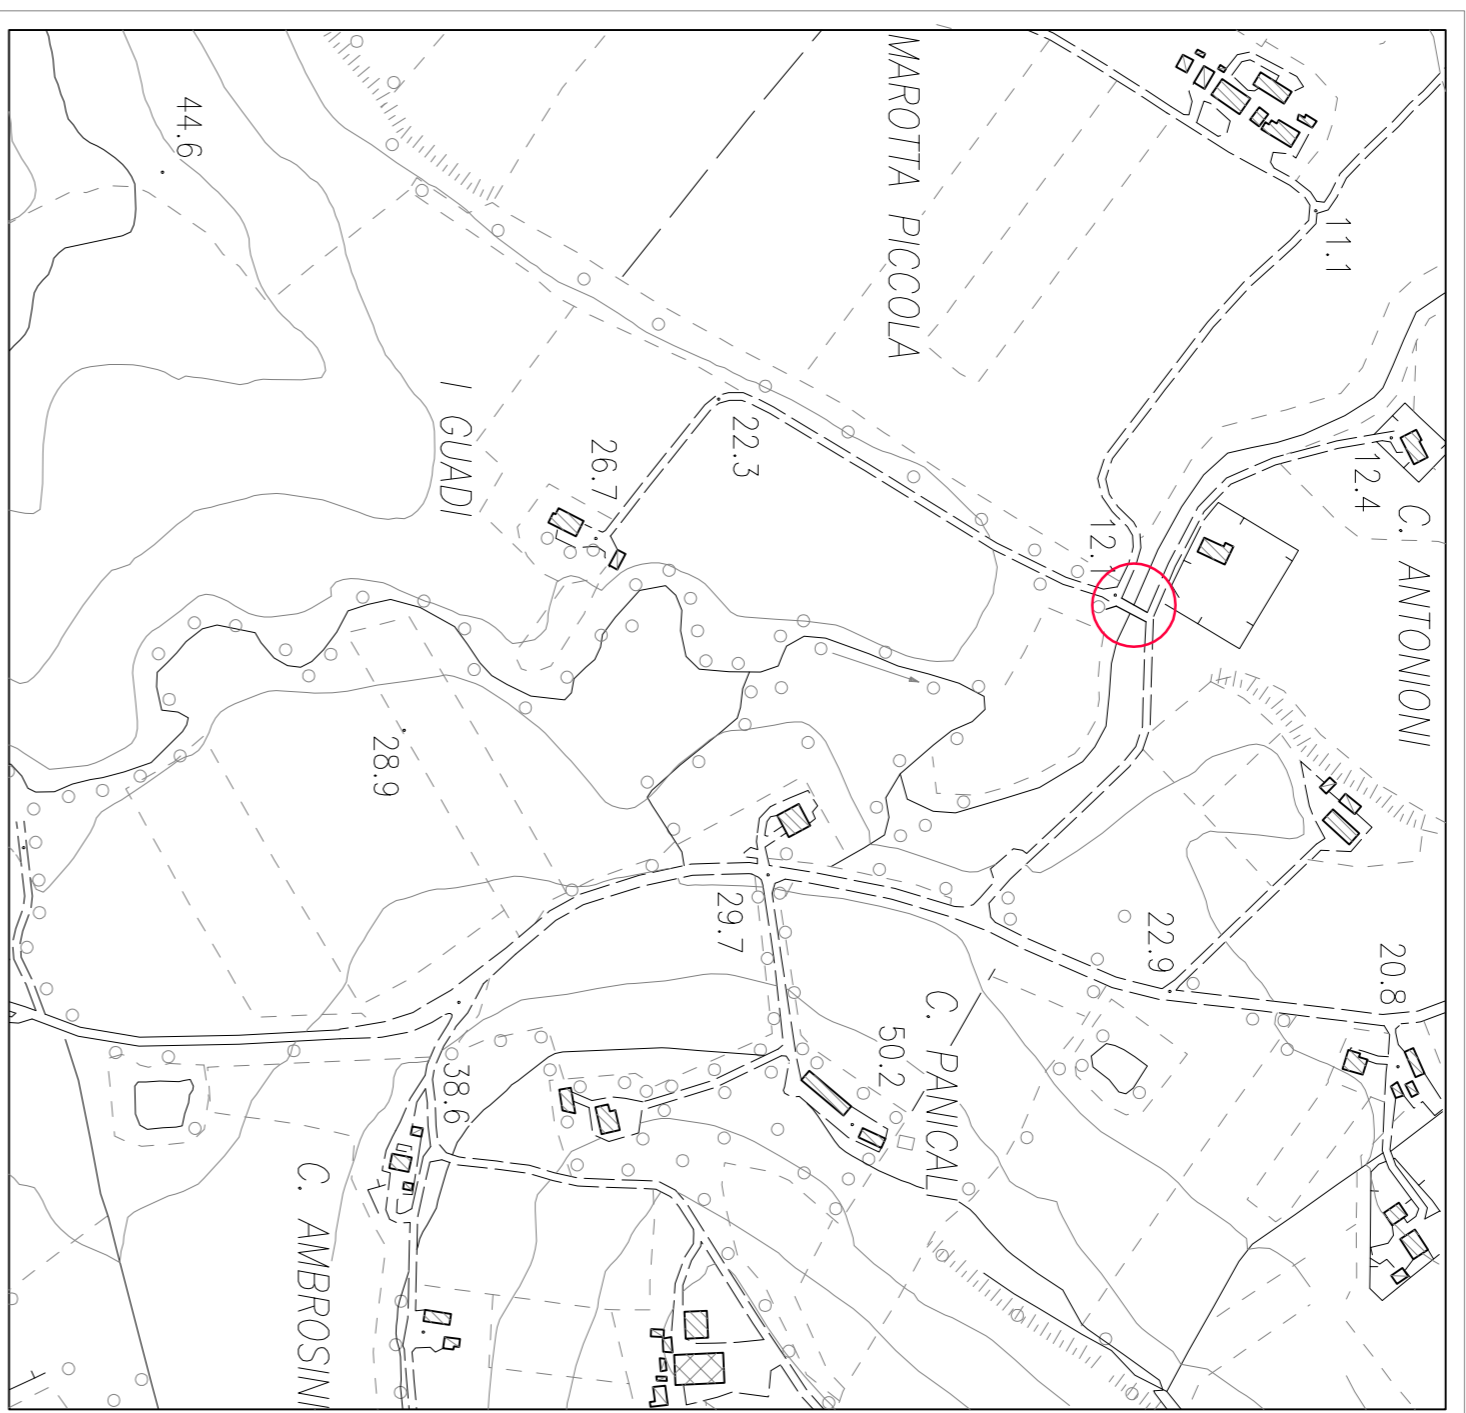 C. ANTONIONI
12.4
11.1
20.8
22.9
12.1
MAROTTA PICCOLA
C. PANICALI
50.2
22.3
29.7
26.7
I GUADI
38.6
28.9
C. AMBROSINI
44.6